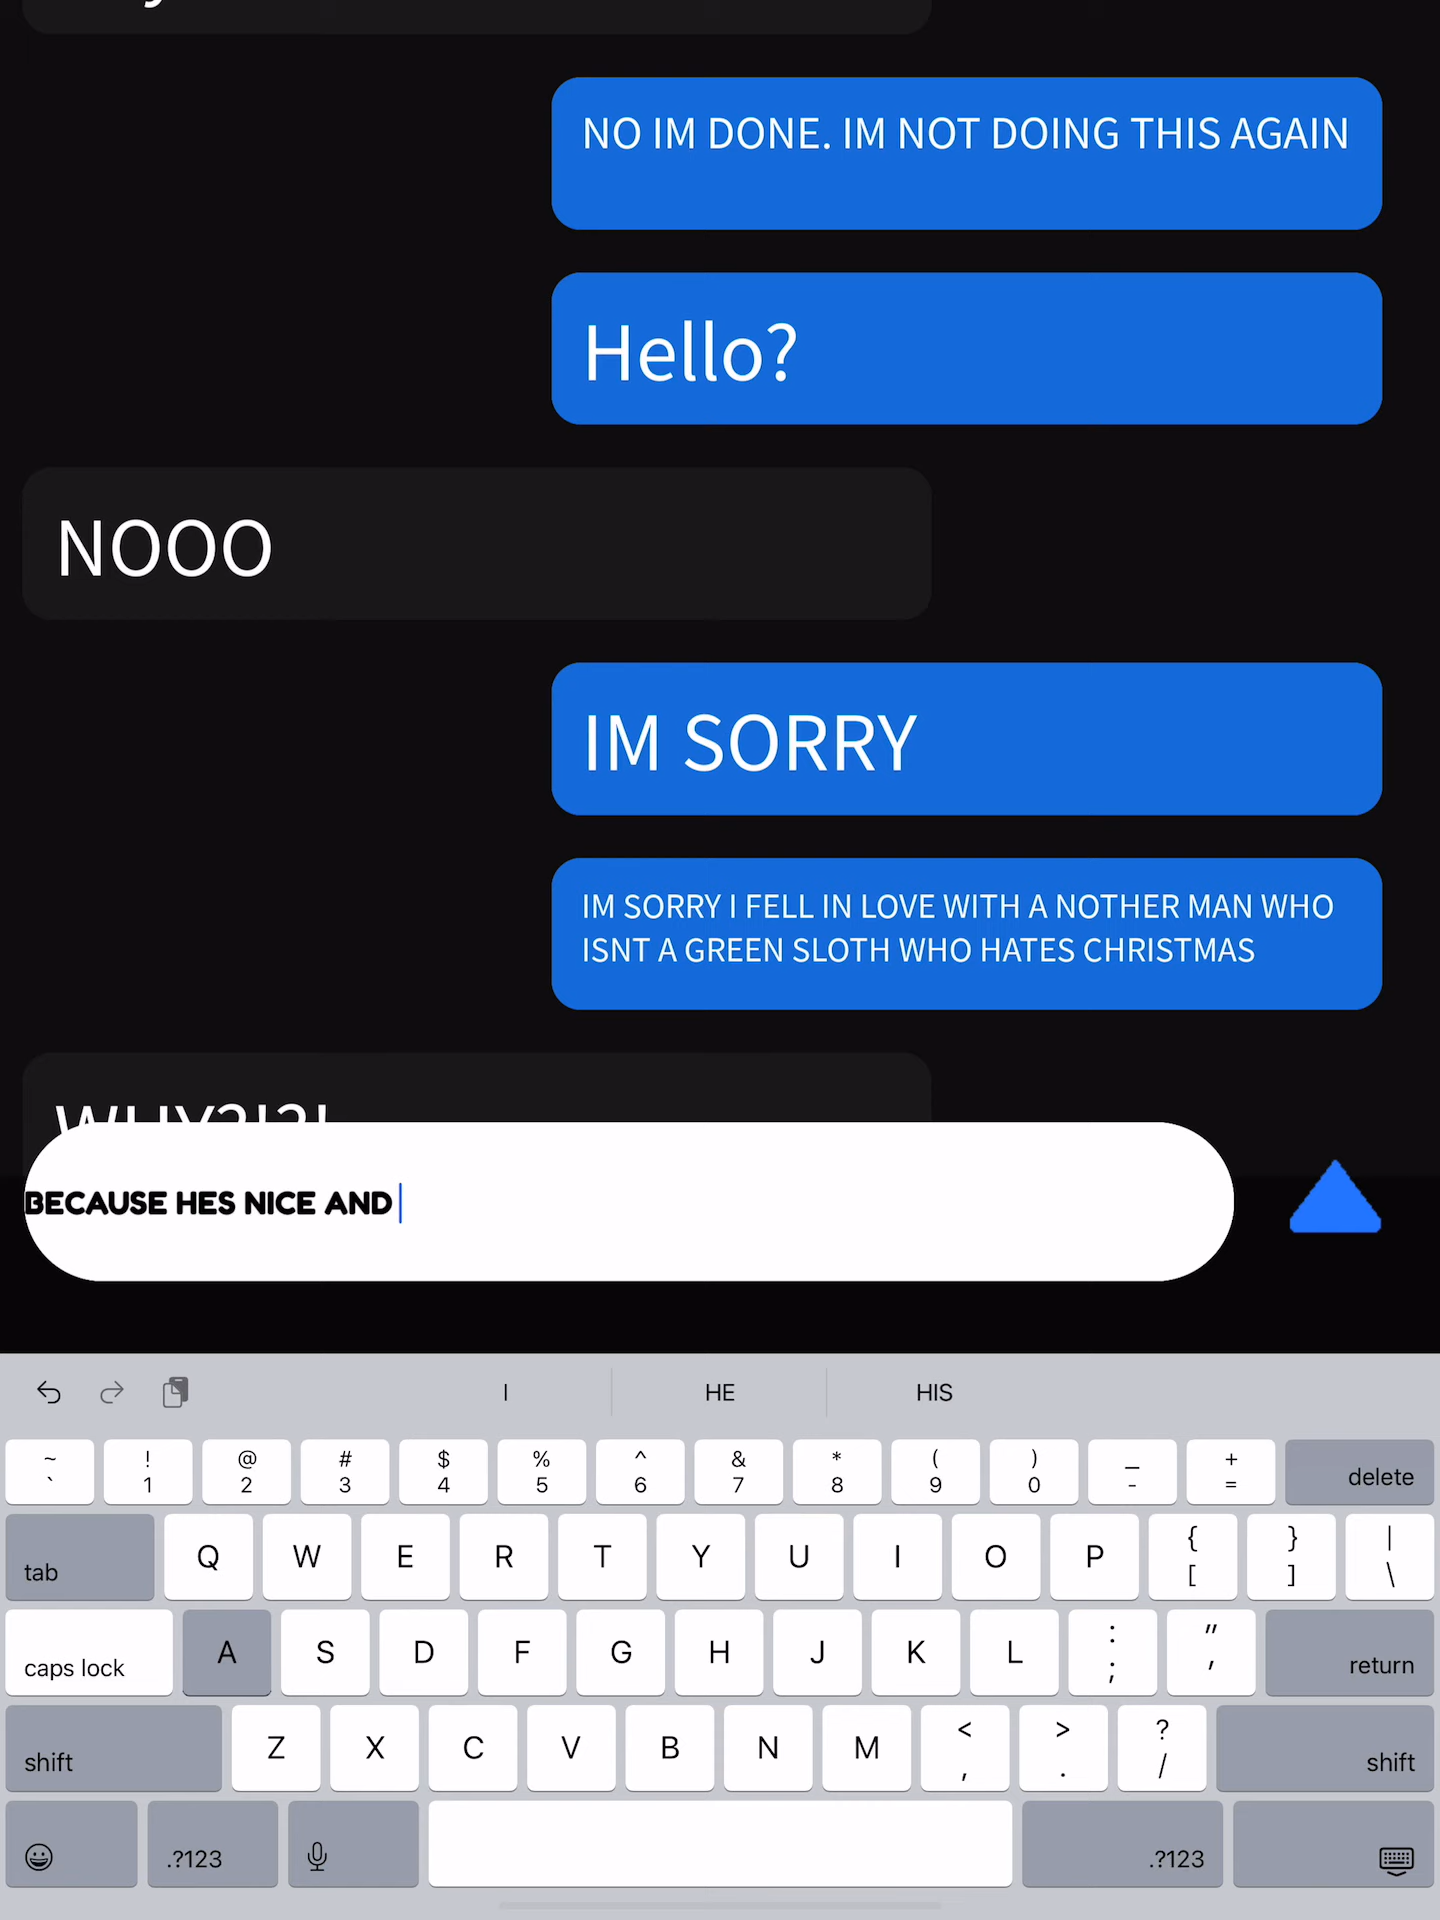 NO IM DONE. IM NOT DOING THIS AGAIN
Hello?
NOOO
IM SORRY
IM SORRY I FELL IN LOVE WITH A NOTHER MAN WHO
ISNT A GREEN SLOTH WHO HATES CHRISTMAS
WHY?!?!
BECAUSE HES NICE AND
I HE HIS
~ ! @ # $ % ^ & * ( ) _ +
` 1 2 3 4 5 6 7 8 9 0 - = delete
tab Q W E R T Y U I O P { [ } ] | \
caps lock A S D F G H J K L : ; " ' return
shift Z X C V B N M < , > . ? / shift
.?123 .?123